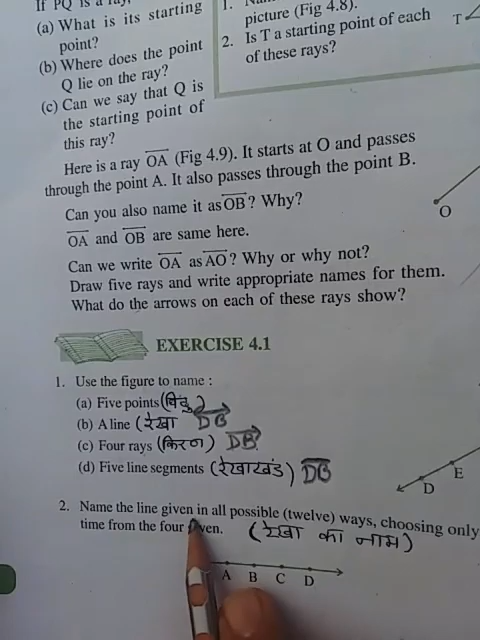 If PQ is a ray,
(a) What is its starting
point?
(b) Where does the point
Q lie on the ray?
(c) Can we say that Q is
the starting point of
this ray?
1.
picture (Fig 4.8).
2. Is T a starting point of each
of these rays?
T
Here is a ray OA (Fig 4.9). It starts at O and passes
through the point A. It also passes through the point B.
Can you also name it as OB? Why?
OA and OB are same here.
Can we write OA as AO? Why or why not?
Draw five rays and write appropriate names for them.
What do the arrows on each of these rays show?
O
EXERCISE 4.1
1. Use the figure to name :
(a) Five points (बिंदु)
(b) A line (रेखा DB
(c) Four rays (किरण) DB
(d) Five line segments (रेखाखंड) DB
D E
2. Name the line given in all possible (twelve) ways, choosing only
time from the four given.
(रेखा का नाम)
A B C D